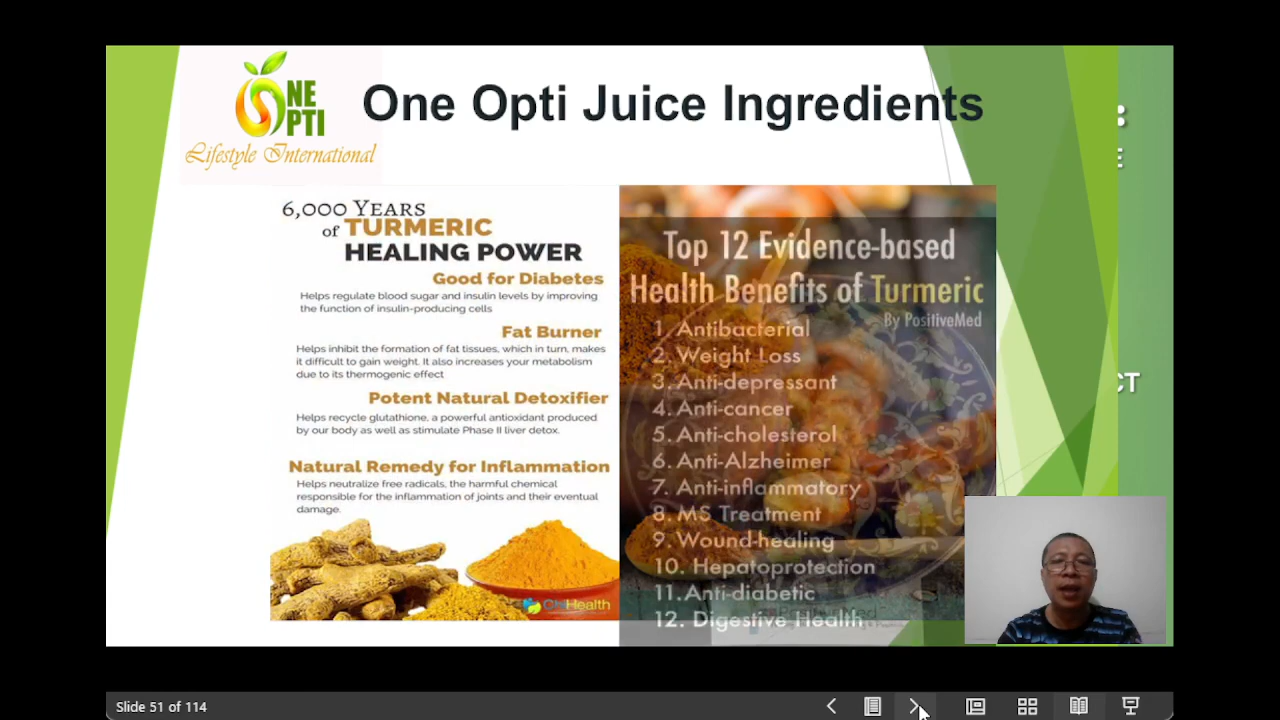 NE
PTI
Lifestyle International
One Opti Juice Ingredients
6,000 YEARS
of TURMERIC
HEALING POWER
Good for Diabetes
Helps regulate blood sugar and insulin levels by improving
the function of insulin-producing cells
Fat Burner
Helps inhibit the formation of fat tissues, which in turn, makes
it difficult to gain weight. It also increases your metabolism
due to its thermogenic effect
Potent Natural Detoxifier
Helps recycle glutathione, a powerful antioxidant produced
by our body as well as stimulate Phase II liver detox.
Natural Remedy for Inflammation
Helps neutralize free radicals, the harmful chemical
responsible for the inflammation of joints and their eventual
damage.
Health
Top 12 Evidence-based
Health Benefits of Turmeric
By PositiveMed
1. Antibacterial
2. Weight Loss
3. Anti-depressant
4. Anti-cancer
5. Anti-cholesterol
6. Anti-Alzheimer
7. Anti-inflammatory
8. MS Treatment
9. Wound-healing
10. Hepatoprotection
11. Anti-diabetic
12. Digestive Health
PositiveMed
:
E
CT
Slide 51 of 114